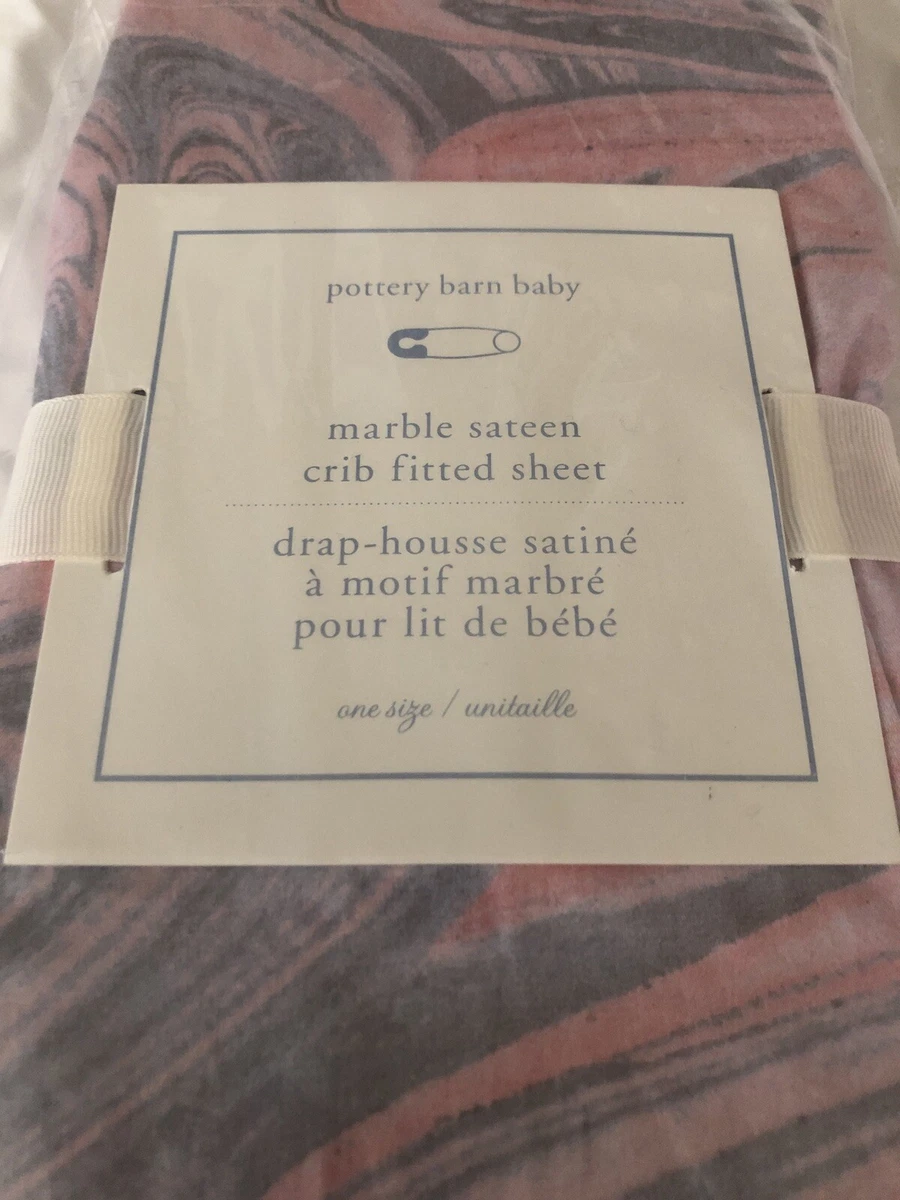 pottery barn baby
marble sateen
crib fitted sheet
drap-housse satiné
à motif marbré
pour lit de bébé
one size / unitaille